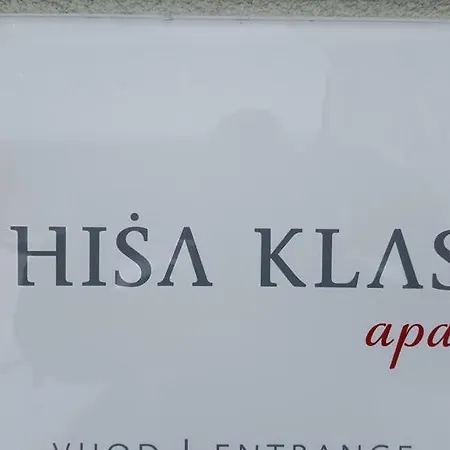 HIŠA KLAS
apa
VHOD | ENTRANCE